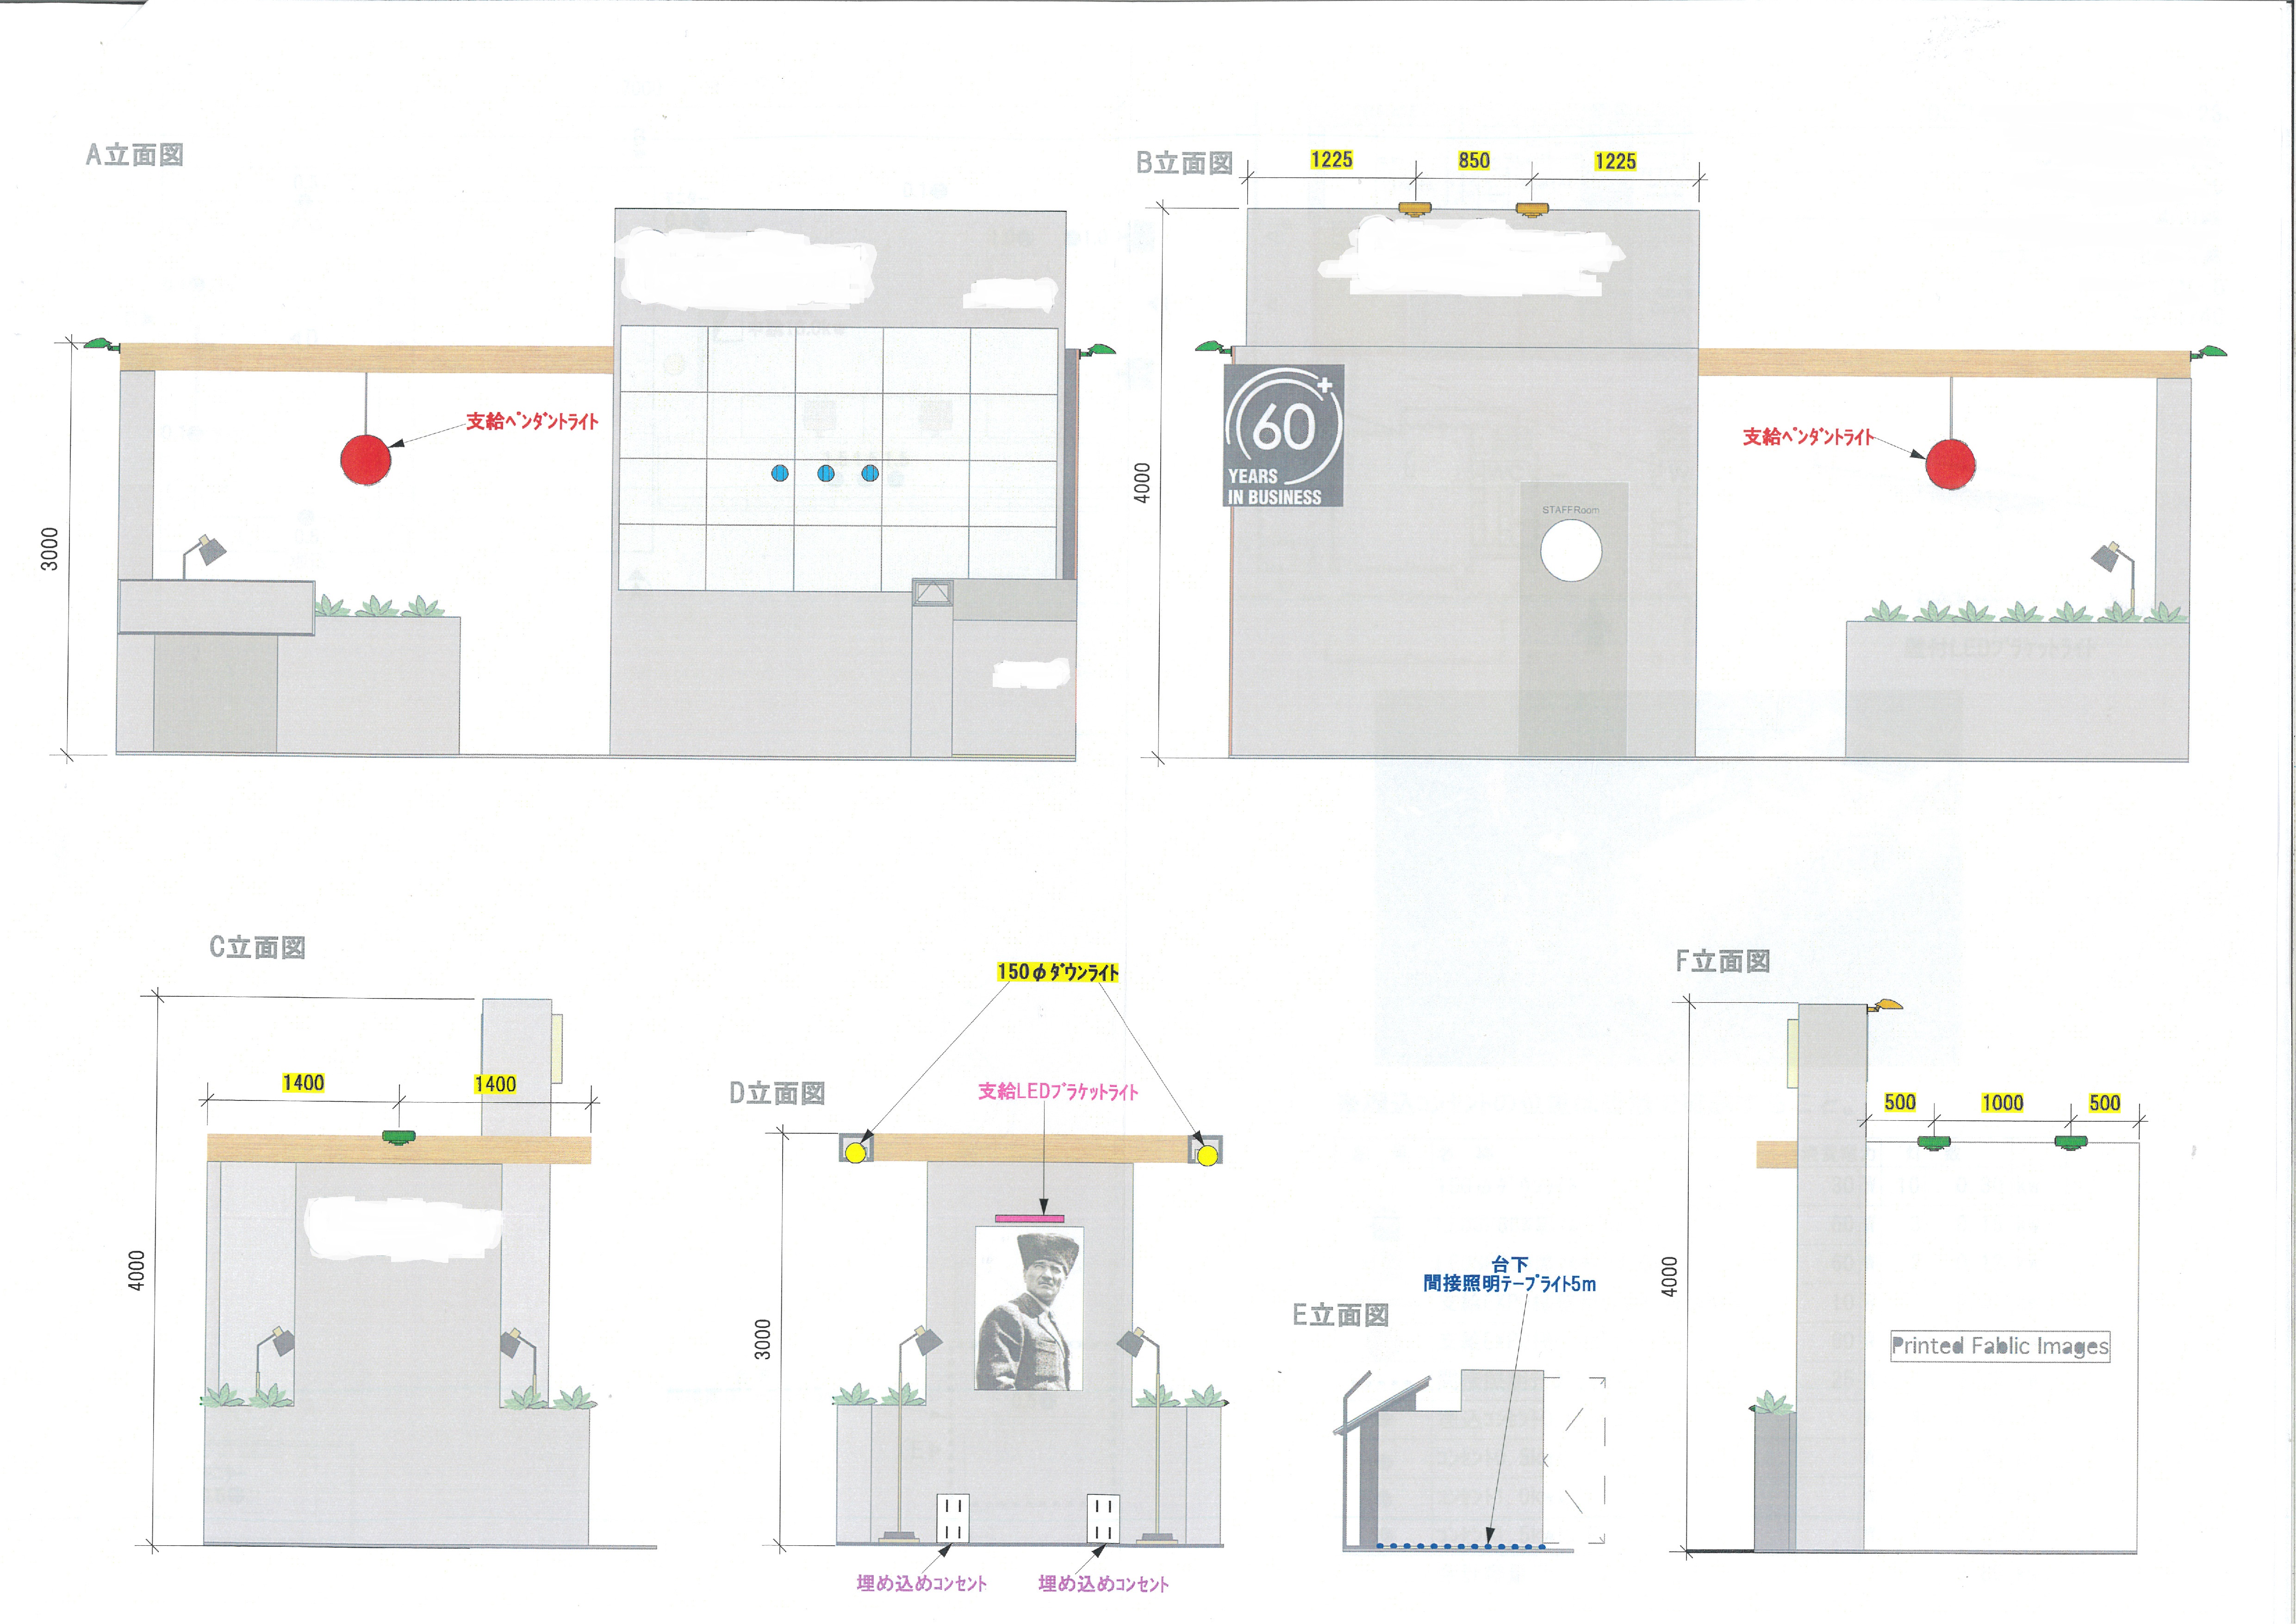 A立面図
3000
支給ペンダントライト
B立面図
1225
850
1225
4000
60
+
YEARS
IN BUSINESS
STAFFRoom
支給ペンダントライト
C立面図
4000
1400
1400
D立面図
150φダウンライト
支給LEDブラケットライト
3000
埋め込めコンセント
埋め込めコンセント
E立面図
台下
間接照明テープライト5m
F立面図
4000
500
1000
500
Printed Fablic Images